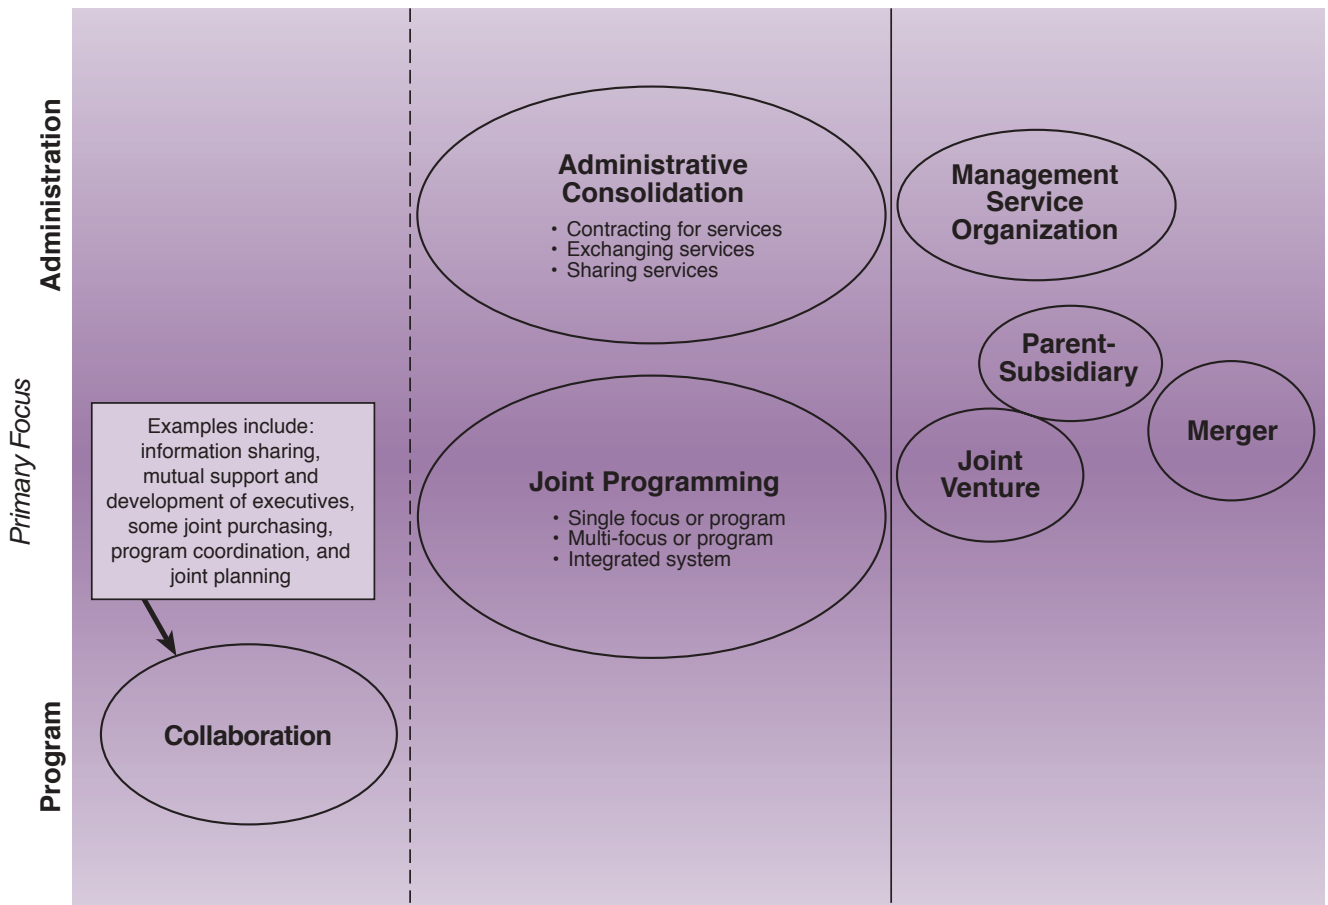 Administration
Primary Focus
Program
Examples include:
information sharing,
mutual support and
development of executives,
some joint purchasing,
program coordination, and
joint planning
Collaboration
Administrative
Consolidation
• Contracting for services
• Exchanging services
• Sharing services
Joint Programming
• Single focus or program
• Multi-focus or program
• Integrated system
Management
Service
Organization
Parent-
Subsidiary
Joint
Venture
Merger